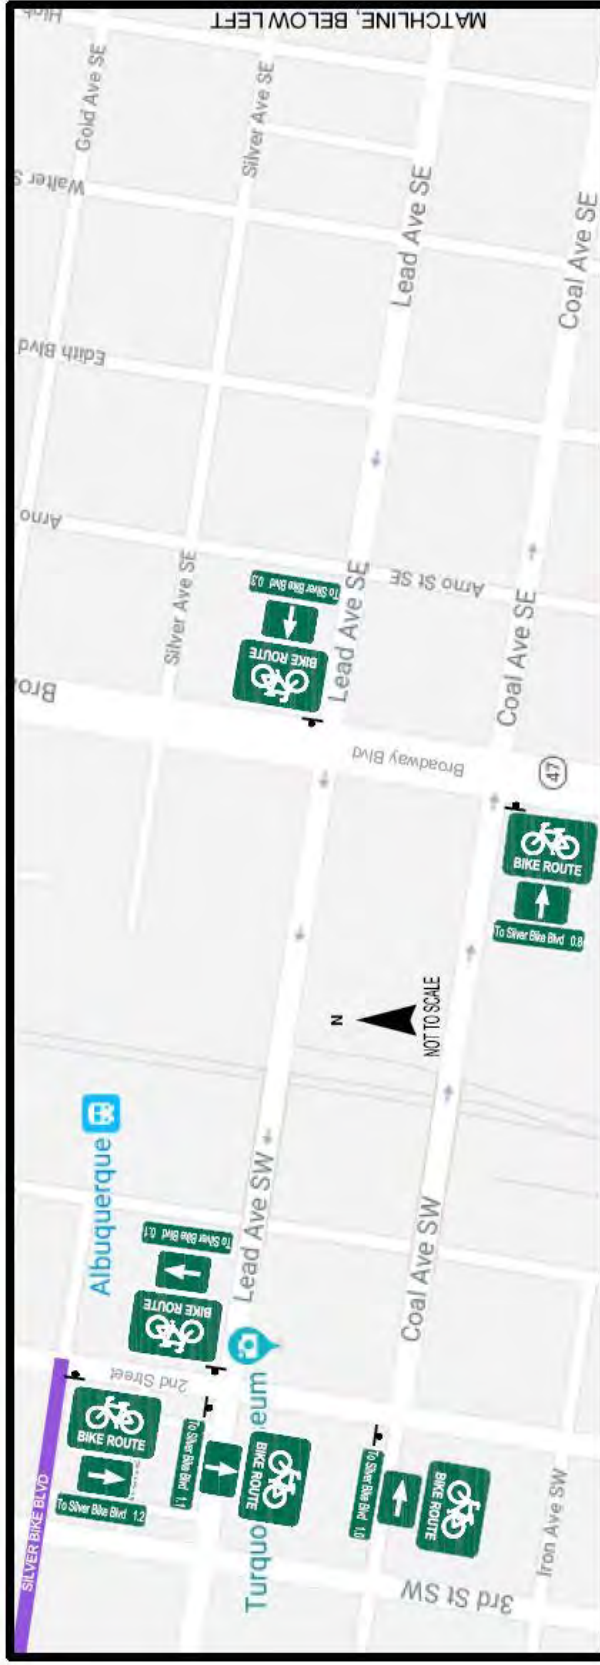 MATCHLINE, BELOW LEFT
High
Gold Ave SE
Silver Ave SE
Walter S
Lead Ave SE
Coal Ave SE
Edith Blvd
Arno
Silver Ave SE
To Silver Bike Blvd 0.3
BIKE ROUTE
Arno St SE
Lead Ave SE
Coal Ave SE
Bro
Broadway Blvd
47
BIKE ROUTE
To Silver Bike Blvd 0.8
N
NOT TO SCALE
Albuquerque
To Silver Bike Blvd 0.1
BIKE ROUTE
Lead Ave SW
Coal Ave SW
2nd Street
SILVER BIKE BLVD
BIKE ROUTE
To Silver Bike Blvd 1.2
To Silver Bike Blvd 1.1
BIKE ROUTE
Turquo eum
To Silver Bike Blvd 1.0
BIKE ROUTE
3rd St SW
Iron Ave SW